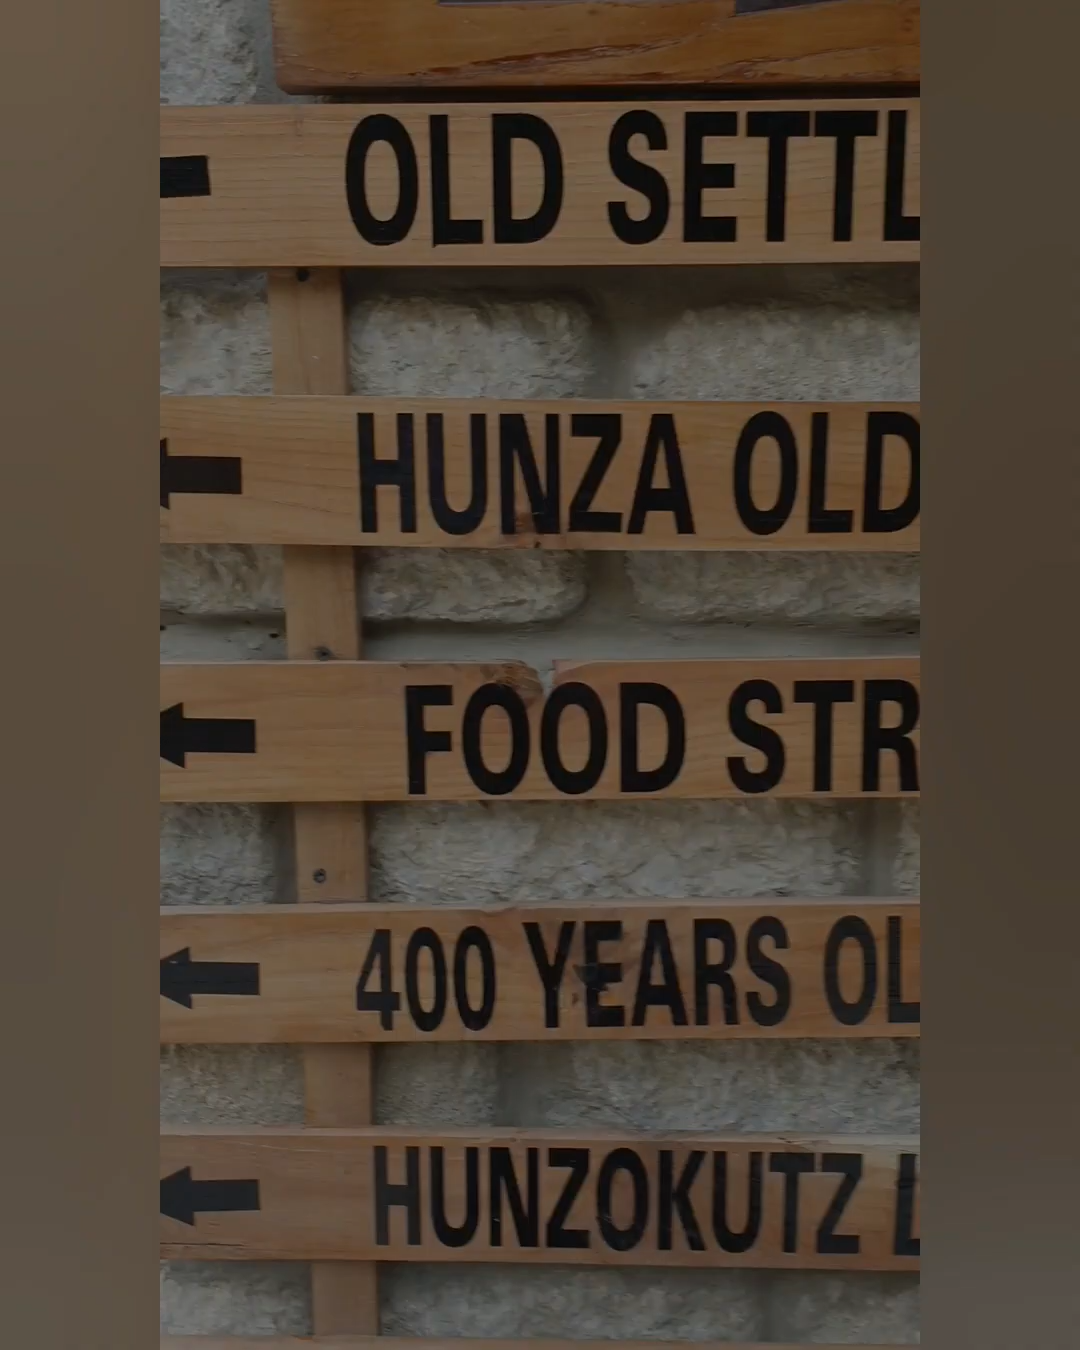 OLD SETTL
HUNZA OLD
FOOD STR
400 YEARS OL
HUNZOKUTZ